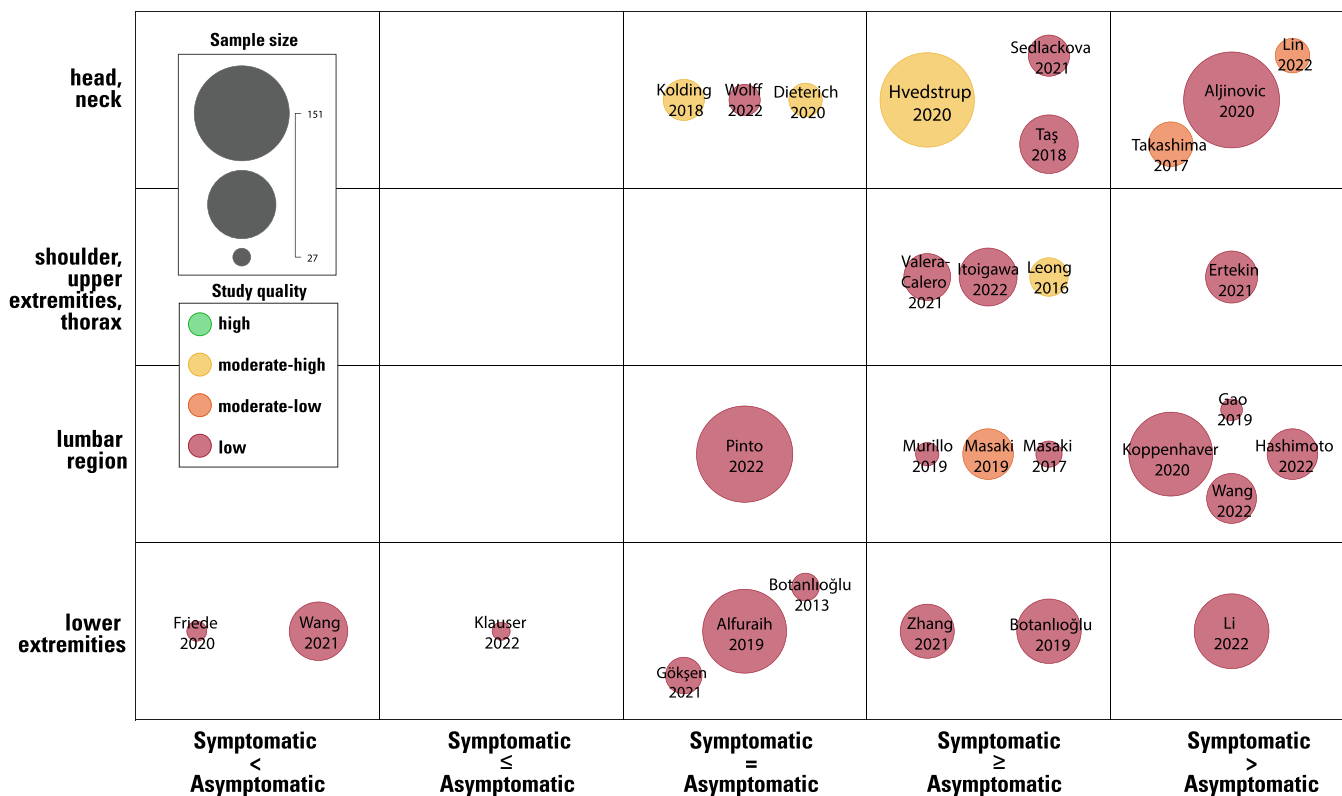 head,
neck
Sample size
151
27
Kolding
2018
Wolff
2022
Dieterich
2020
Hvedstrup
2020
Sedlackova
2021
Taş
2018
Lin
2022
Aljinovic
2020
Takashima
2017
shoulder,
upper
extremities,
thorax
Study quality
high
moderate-high
moderate-low
low
Valera-
Calero
2021
Itoigawa
2022
Leong
2016
Ertekin
2021
lumbar
region
Pinto
2022
Murillo
2019
Masaki
2019
Masaki
2017
Gao
2019
Koppenhaver
2020
Hashimoto
2022
Wang
2022
lower
extremities
Friede
2020
Wang
2021
Klauser
2022
Botanlıoğlu
2013
Alfuraih
2019
Gökşen
2021
Zhang
2021
Botanlıoğlu
2019
Li
2022
Symptomatic
<
Asymptomatic
Symptomatic
≤
Asymptomatic
Symptomatic
=
Asymptomatic
Symptomatic
≥
Asymptomatic
Symptomatic
>
Asymptomatic